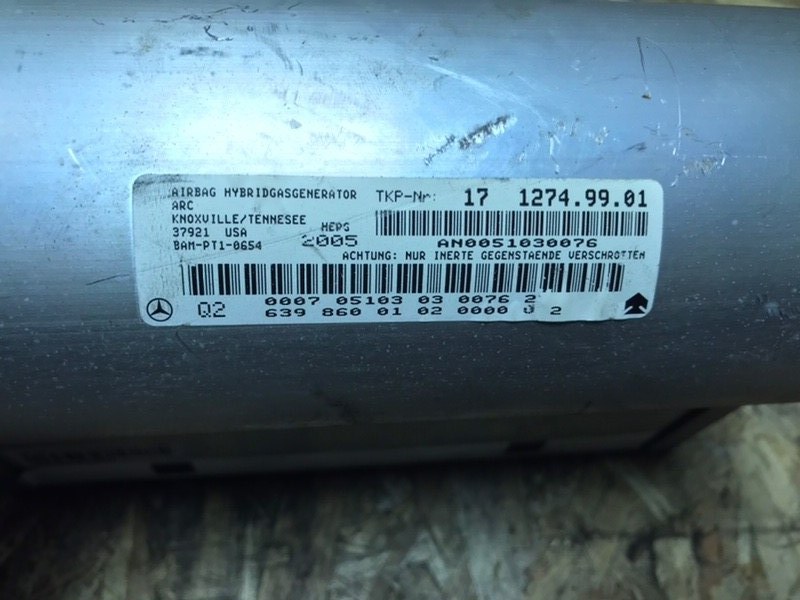 AIRBAG HYBRIDGASGENERATOR
ARC
KNOXVILLE/TENNESEE
37921 USA
BAM-PT1-0654
HERG
2005
TKP-Nr: 17 1274.99.01
AN0051030076
ACHTUNG: NUR INERTE GEGENSTAENDE VERSCHROTTEN
Q2
0007 05103 03 0076 2
639 860 01 02 0000 0 2